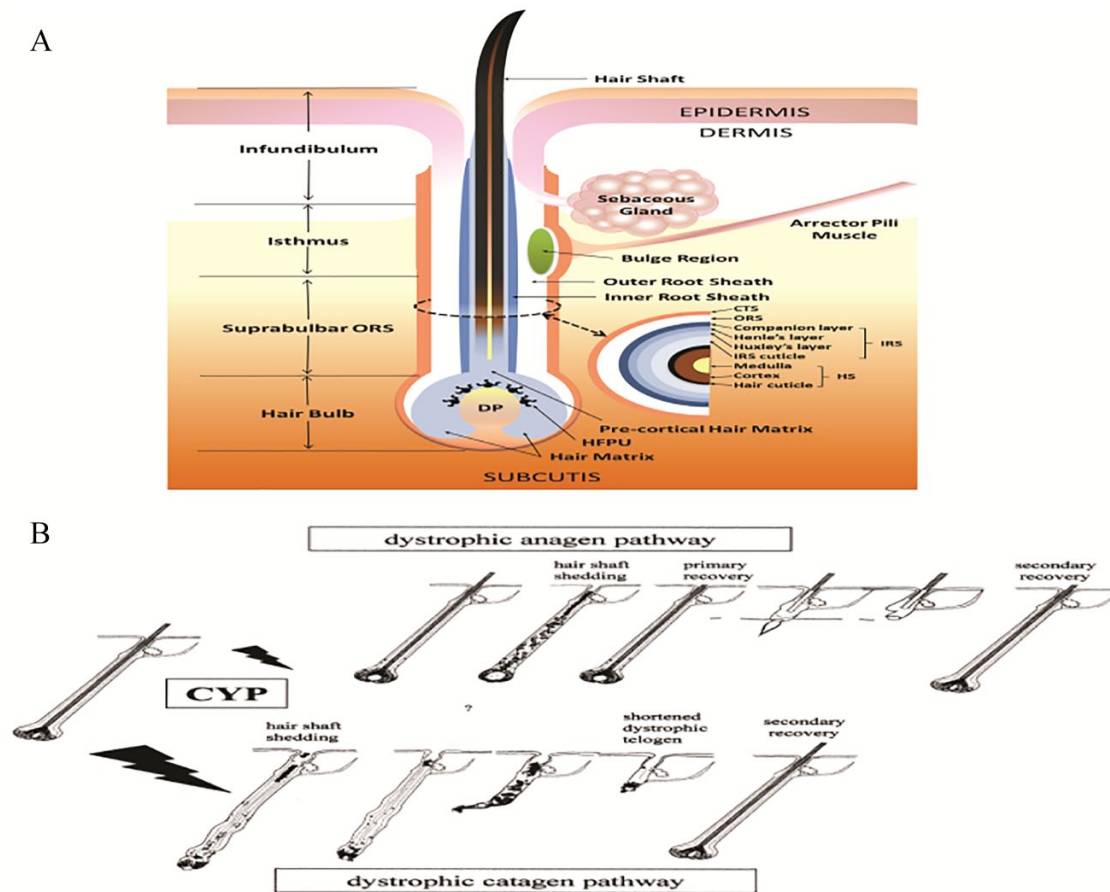 A
Hair Shaft
EPIDERMIS
DERMIS
Infundibulum
Sebaceous
Gland
Arrector Pili
Muscle
Isthmus
Bulge Region
Outer Root Sheath
Inner Root Sheath
CTS
ORS
Companion layer
Henle's layer
Huxley's layer
IRS cuticle
IRS
Medulla
Cortex
Hair cuticle
HS
Suprabulbar ORS
Hair Bulb
DP
Pre-cortical Hair Matrix
HFPU
Hair Matrix
SUBCUTIS
B
dystrophic anagen pathway
hair shaft
shedding
primary
recovery
secondary
recovery
CYP
?
hair shaft
shedding
shortened
dystrophic
telogen
secondary
recovery
dystrophic catagen pathway